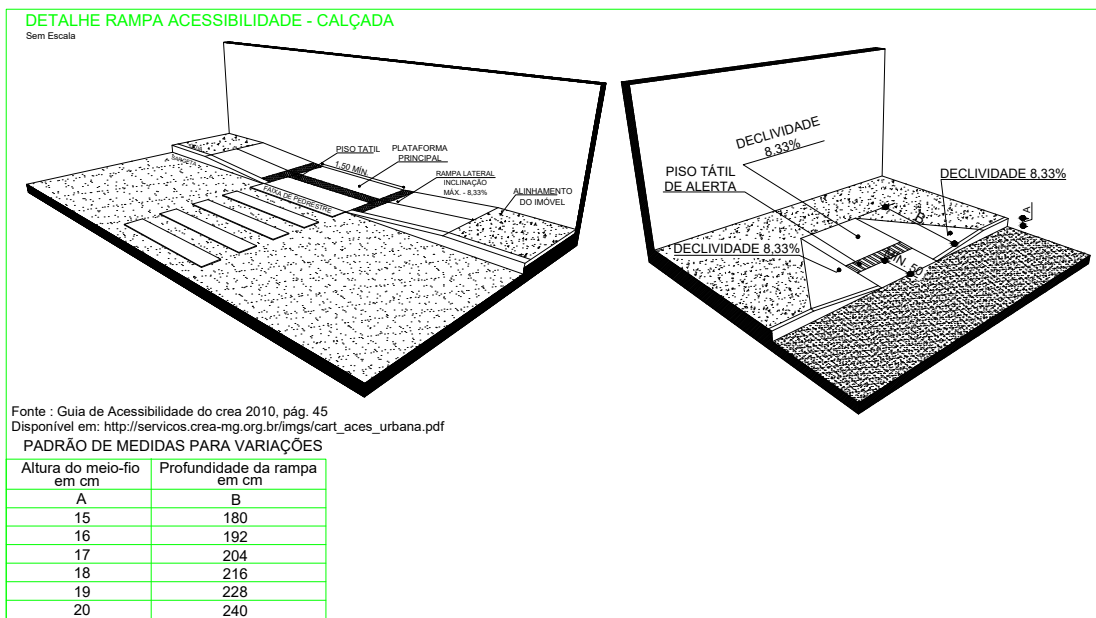 DETALHE RAMPA ACESSIBILIDADE - CALÇADA
Sem Escala
SARJETA
PISO TATIL
1,50 MÍN.
PLATAFORMA
PRINCIPAL
RAMPA LATERAL
INCLINAÇÃO
MÁX. - 8,33%
FAIXA DE PEDRESTRE
ALINHAMENTO
DO IMÓVEL
DECLIVIDADE
8.33%
PISO TÁTIL
DE ALERTA
DECLIVIDADE 8,33%
A
B
DECLIVIDADE 8,33%
Fonte : Guia de Acessibilidade do crea 2010, pág. 45
Disponível em: http://servicos.crea-mg.org.br/imgs/cart_aces_urbana.pdf
PADRÃO DE MEDIDAS PARA VARIAÇÕES
Altura do meio-fio em cm Profundidade da rampa em cm
A B
15 180
16 192
17 204
18 216
19 228
20 240